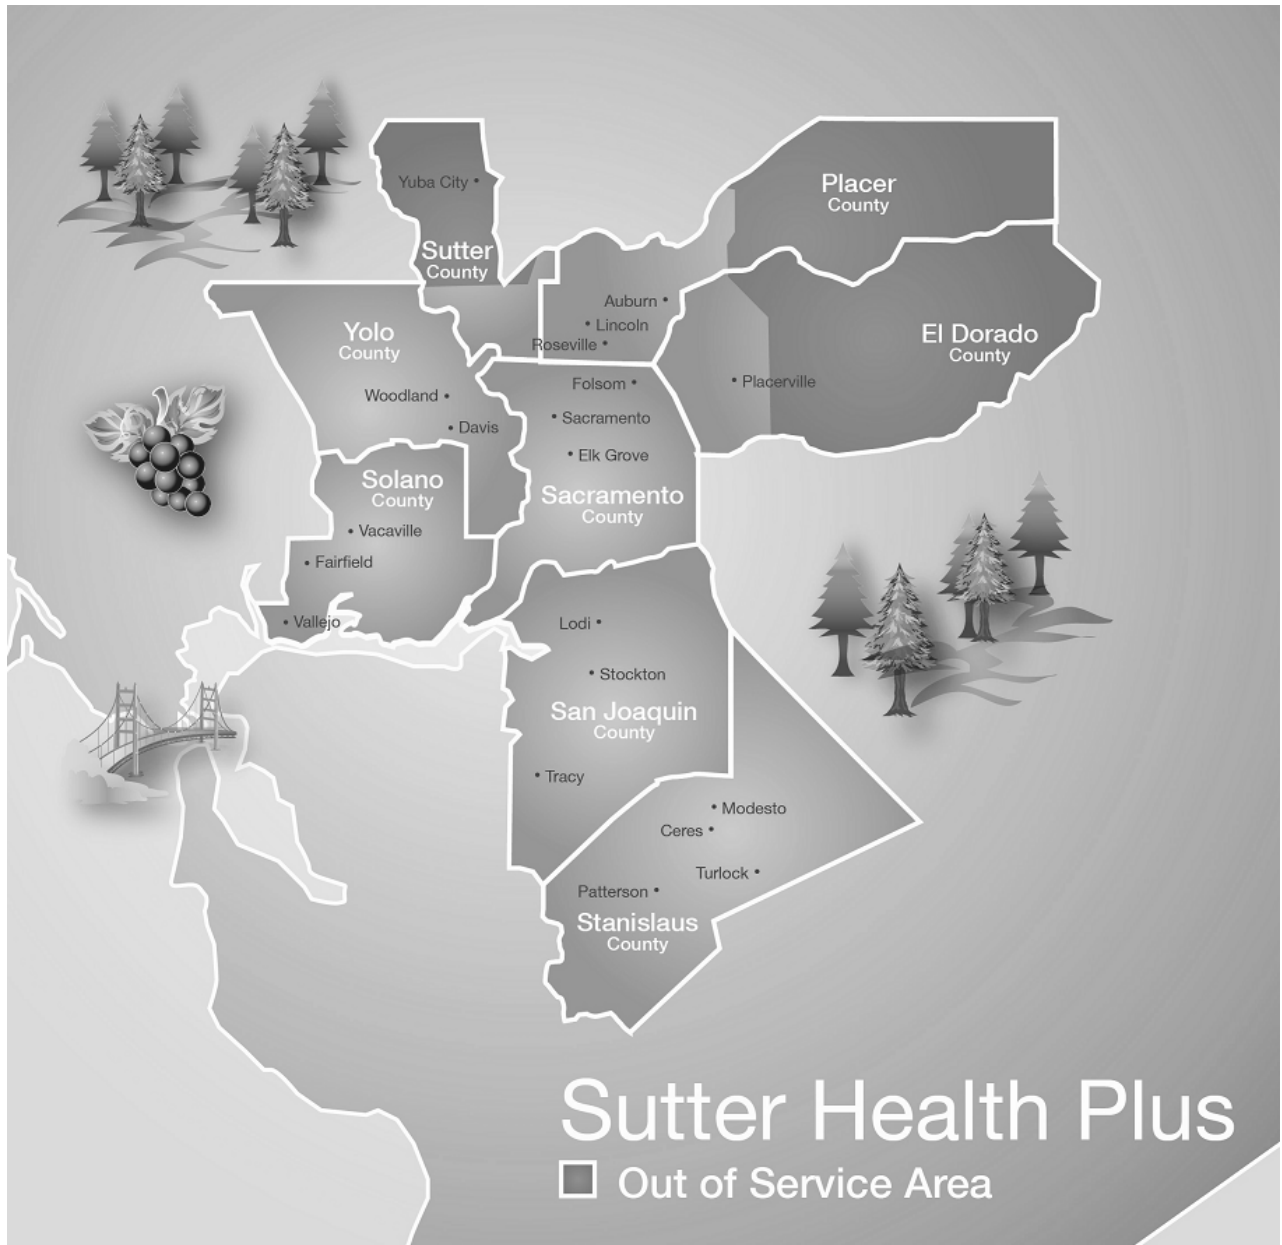 Yuba City
Sutter
County
Placer
County
Auburn
Lincoln
Roseville
El Dorado
County
Yolo
County
Woodland
Davis
Folsom
Sacramento
Elk Grove
Sacramento
County
Placerville
Solano
County
Vacaville
Fairfield
Vallejo
Lodi
Stockton
San Joaquin
County
Tracy
Modesto
Ceres
Turlock
Patterson
Stanislaus
County
Sutter Health Plus
Out of Service Area